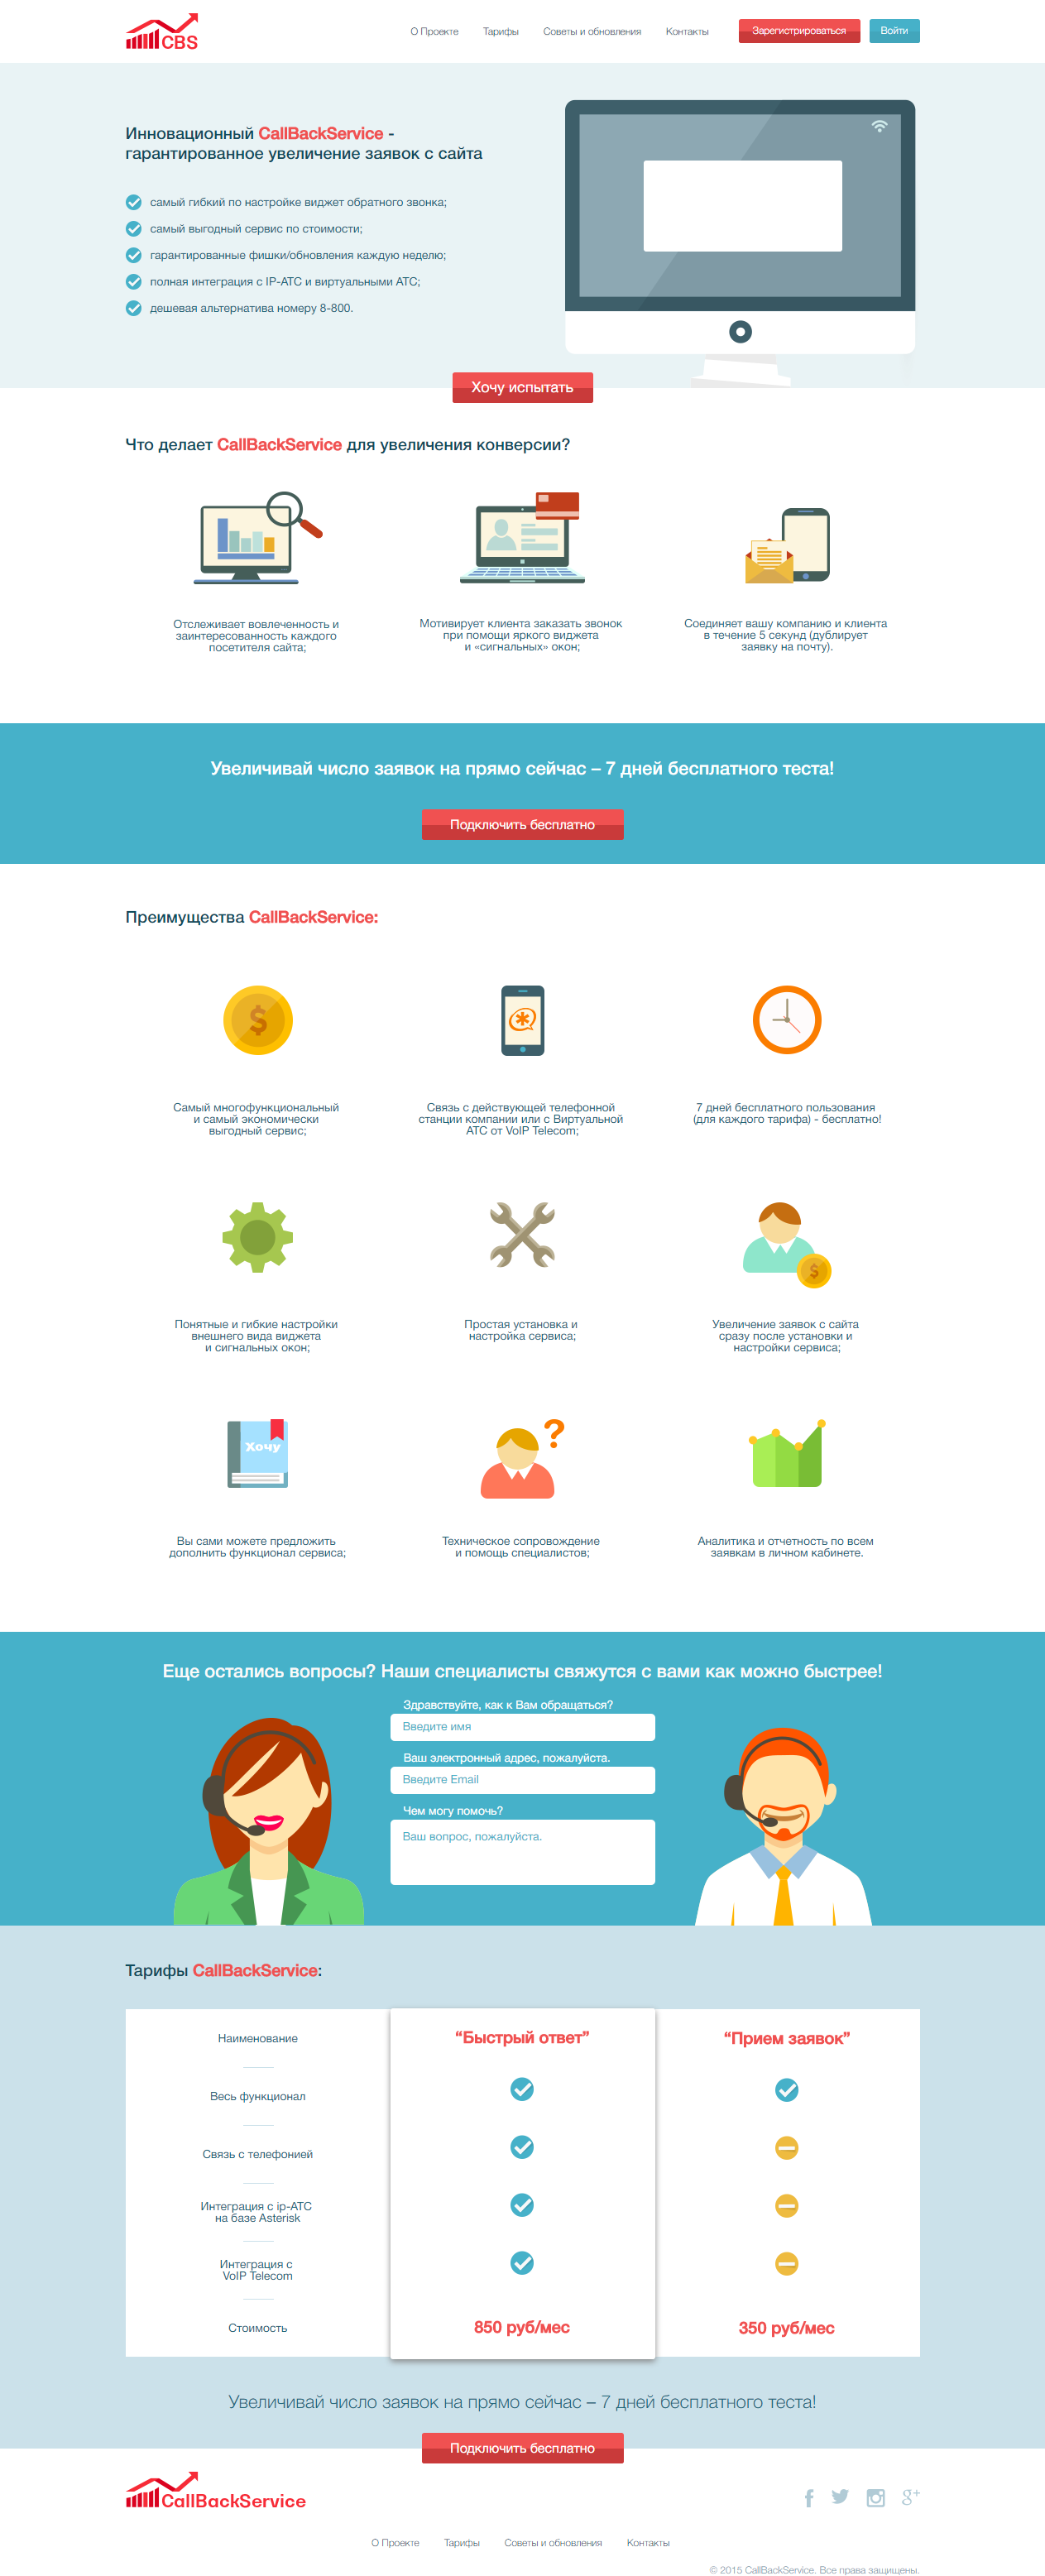 CBS
О Проекте Тарифы Советы и обновления Контакты Зарегистрироваться Войти
Инновационный CallBackService -
гарантированное увеличение заявок с сайта
самый гибкий по настройке виджет обратного звонка;
самый выгодный сервис по стоимости;
гарантированные фишки/обновления каждую неделю;
полная интеграция с IP-АТС и виртуальными АТС;
дешевая альтернатива номеру 8-800.
Хочу испытать
Что делает CallBackService для увеличения конверсии?
Отслеживает вовлеченность и
заинтересованность каждого
посетителя сайта;
Мотивирует клиента заказать звонок
при помощи яркого виджета
и «сигнальных» окон;
Соединяет вашу компанию и клиента
в течение 5 секунд (дублирует
заявку на почту).
Увеличивай число заявок на прямо сейчас – 7 дней бесплатного теста!
Подключить бесплатно
Преимущества CallBackService:
$
Самый многофункциональный
и самый экономически
выгодный сервис;
Связь с действующей телефонной
станции компании или с Виртуальной
АТС от VoIP Telecom;
7 дней бесплатного пользования
(для каждого тарифа) - бесплатно!
Понятные и гибкие настройки
внешнего вида виджета
и сигнальных окон;
Простая установка и
настройка сервиса;
$
Увеличение заявок с сайта
сразу после установки и
настройки сервиса;
Хочу
Вы сами можете предложить
дополнить функционал сервиса;
?
Техническое сопровождение
и помощь специалистов;
Аналитика и отчетность по всем
заявкам в личном кабинете.
Еще остались вопросы? Наши специалисты свяжутся с вами как можно быстрее!
Здравствуйте, как к Вам обращаться?
Введите имя
Ваш электронный адрес, пожалуйста.
Введите Email
Чем могу помочь?
Ваш вопрос, пожалуйста.
Тарифы CallBackService:
Наименование “Быстрый ответ” “Прием заявок”
Весь функционал
Связь с телефонией
Интеграция с ip-АТС
на базе Asterisk
Интеграция с
VoIP Telecom
Стоимость 850 руб/мес 350 руб/мес
Увеличивай число заявок на прямо сейчас – 7 дней бесплатного теста!
Подключить бесплатно
CallBackService
О Проекте Тарифы Советы и обновления Контакты
© 2015 CallBackService. Все права защищены.